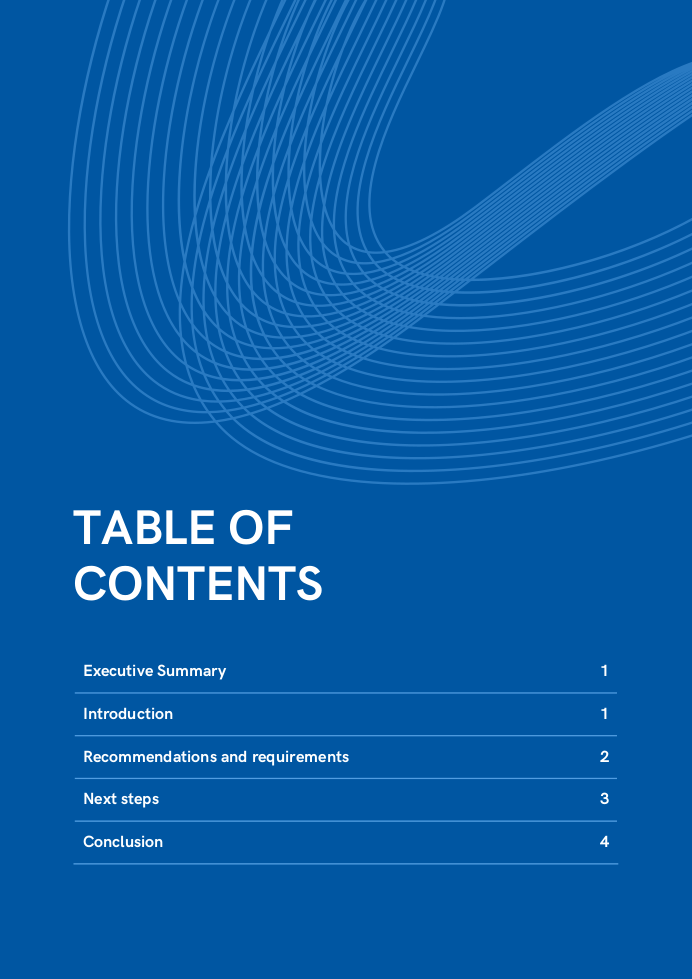 TABLE OF
CONTENTS
Executive Summary 1
Introduction 1
Recommendations and requirements 2
Next steps 3
Conclusion 4